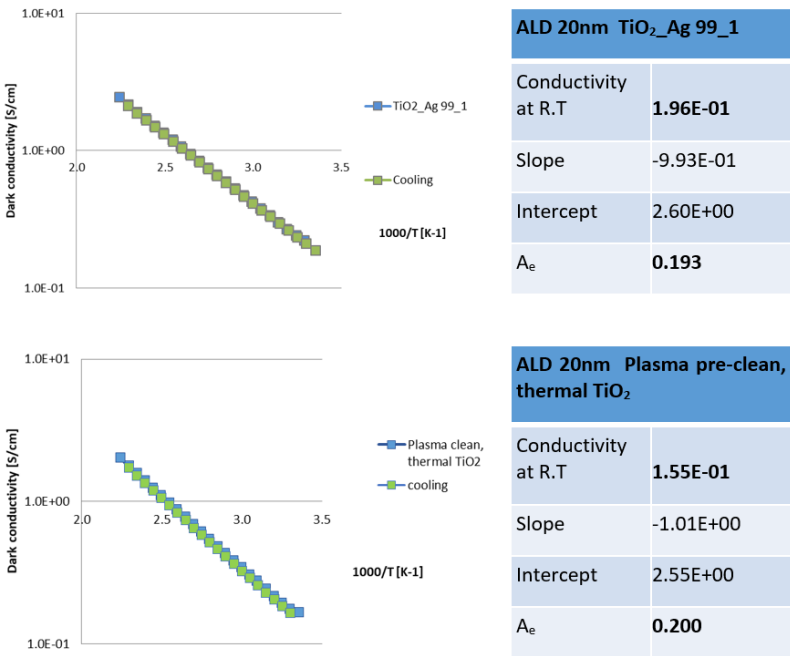 1.0E+01
1.0E+00
1.0E-01
2.0
2.5
3.0
3.5
Dark conductivity [S/cm]
1000/T [K-1]
TiO2_Ag 99_1
Cooling
ALD 20nm TiO₂_Ag 99_1
Conductivity
at R.T 1.96E-01
Slope -9.93E-01
Intercept 2.60E+00
Aₑ 0.193
1.0E+01
1.0E+00
1.0E-01
2.0
2.5
3.0
3.5
Dark conductivity [S/cm]
1000/T [K-1]
Plasma clean,
thermal TiO2
cooling
ALD 20nm Plasma pre-clean,
thermal TiO₂
Conductivity
at R.T 1.55E-01
Slope -1.01E+00
Intercept 2.55E+00
Aₑ 0.200